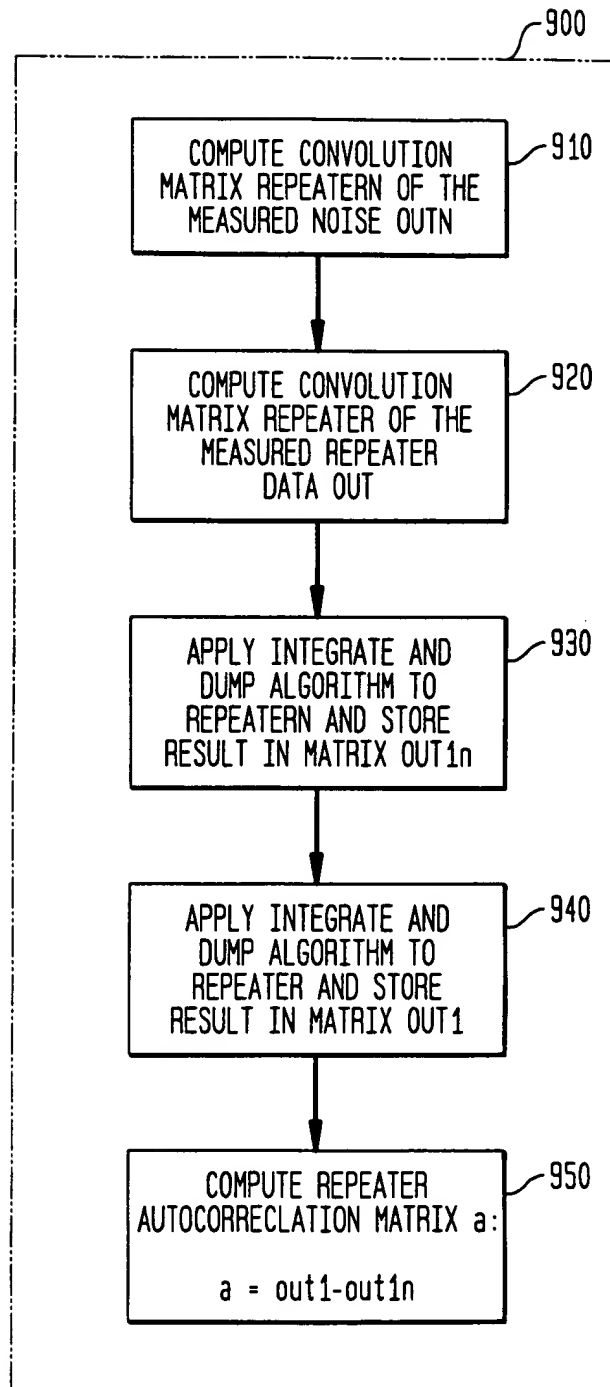 900
COMPUTE CONVOLUTION
MATRIX REPEATERN OF THE
MEASURED NOISE OUTN
910
COMPUTE CONVOLUTION
MATRIX REPEATER OF THE
MEASURED REPEATER
DATA OUT
920
APPLY INTEGRATE AND
DUMP ALGORITHM TO
REPEATERN AND STORE
RESULT IN MATRIX OUT1n
930
APPLY INTEGRATE AND
DUMP ALGORITHM TO
REPEATER AND STORE
RESULT IN MATRIX OUT1
940
COMPUTE REPEATER
AUTOCORRECLATION MATRIX a:
a = out1-out1n
950